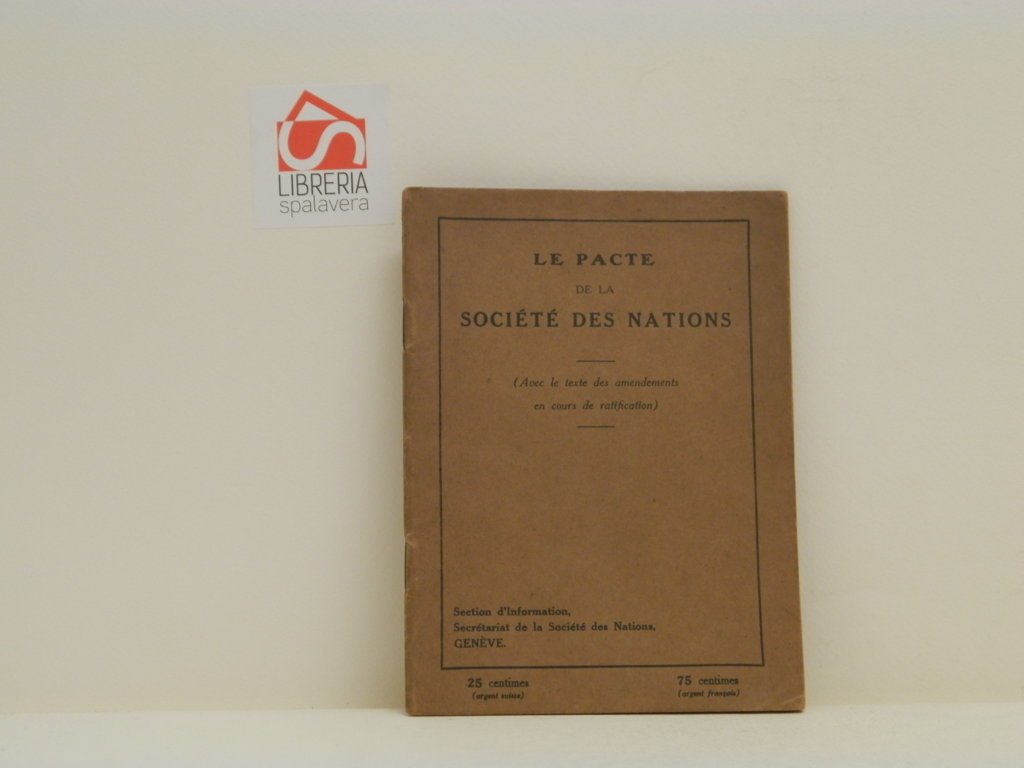 LIBRERIA
spalavera
LE PACTE
DE LA
SOCIÉTÉ DES NATIONS
(Avec le texte des amendements
en cours de ratification)
Section d'Information,
Secrétariat de la Société des Nations,
GENÈVE.
25 centimes
(argent suisse)
75 centimes
(argent français)